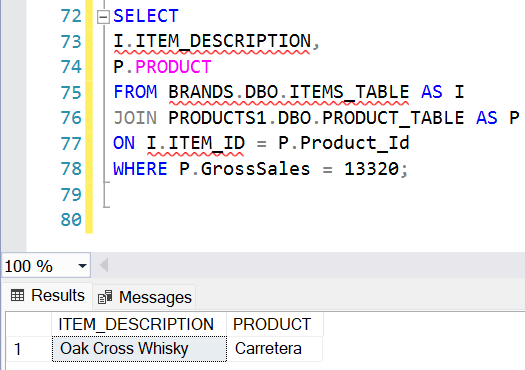 72 SELECT
73 I.ITEM_DESCRIPTION,
74 P.PRODUCT
75 FROM BRANDS.DBO.ITEMS_TABLE AS I
76 JOIN PRODUCTS1.DBO.PRODUCT_TABLE AS P
77 ON I.ITEM_ID = P.Product_Id
78 WHERE P.GrossSales = 13320;
79
80
100 %
Results Messages
ITEM_DESCRIPTION PRODUCT
1 Oak Cross Whisky Carretera